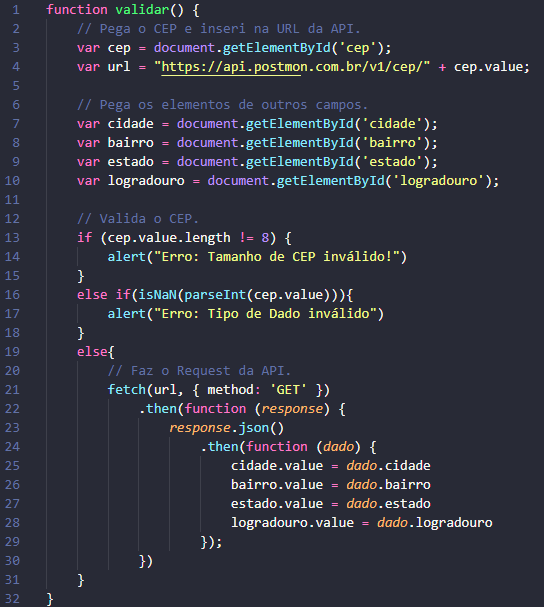 1 function validar() {
2 // Pega o CEP e inseri na URL da API.
3 var cep = document.getElementById('cep');
4 var url = "https://api.postmon.com.br/v1/cep/" + cep.value;
5
6 // Pega os elementos de outros campos.
7 var cidade = document.getElementById('cidade');
8 var bairro = document.getElementById('bairro');
9 var estado = document.getElementById('estado');
10 var logradouro = document.getElementById('logradouro');
11
12 // Valida o CEP.
13 if (cep.value.length != 8) {
14 alert("Erro: Tamanho de CEP inválido!")
15 }
16 else if(isNaN(parseInt(cep.value))){
17 alert("Erro: Tipo de Dado inválido")
18 }
19 else{
20 // Faz o Request da API.
21 fetch(url, { method: 'GET' })
22 .then(function (response) {
23 response.json()
24 .then(function (dado) {
25 cidade.value = dado.cidade
26 bairro.value = dado.bairro
27 estado.value = dado.estado
28 logradouro.value = dado.logradouro
29 });
30 })
31 }
32 }